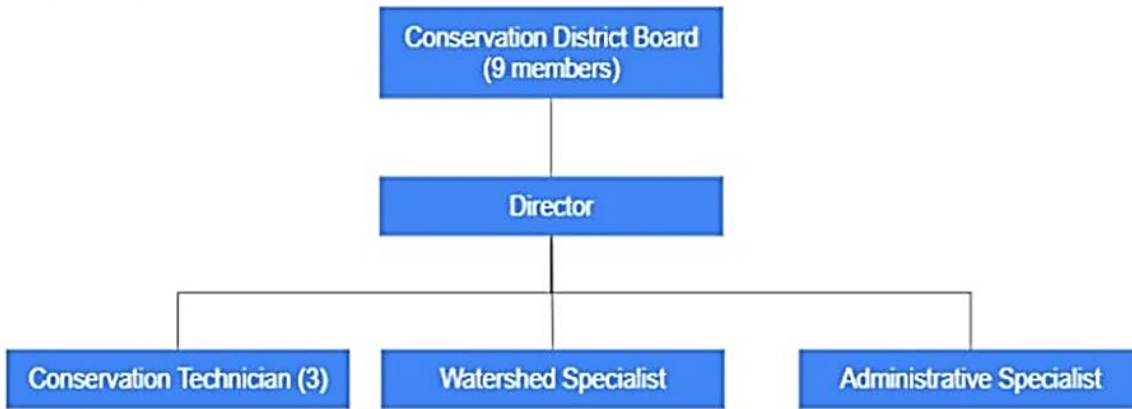 Conservation District Board
(9 members)
Director
Conservation Technician (3)
Watershed Specialist
Administrative Specialist